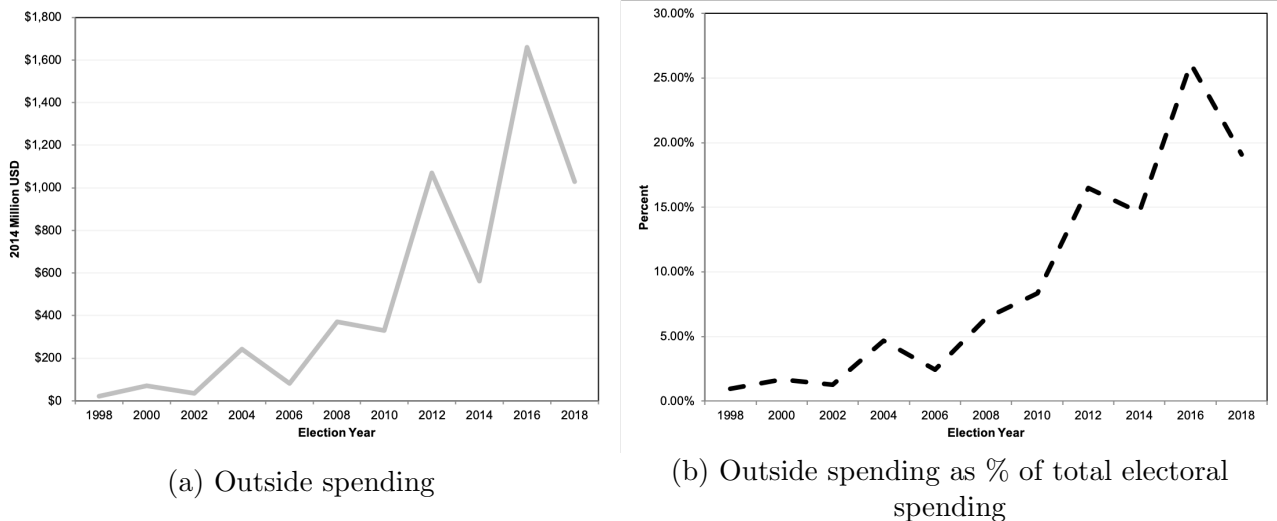 $1,800
$1,600
$1,400
$1,200
$1,000
$800
$600
$400
$200
$0
2014 Million USD
1998 2000 2002 2004 2006 2008 2010 2012 2014 2016 2018
Election Year
(a) Outside spending
30.00%
25.00%
20.00%
15.00%
10.00%
5.00%
0.00%
Percent
1998 2000 2002 2004 2006 2008 2010 2012 2014 2016 2018
Election Year
(b) Outside spending as % of total electoral
spending